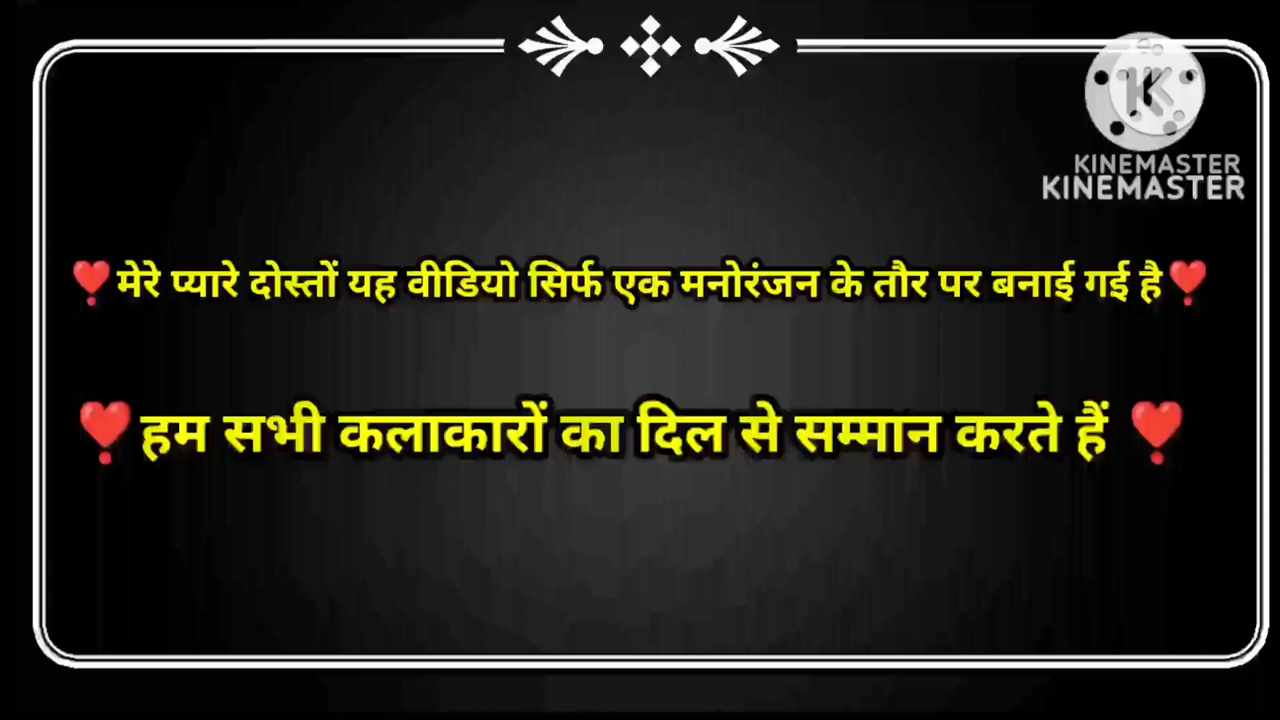 KINEMASTER
KINEMASTER
❣️मेरे प्यारे दोस्तों यह वीडियो सिर्फ एक मनोरंजन के तौर पर बनाई गई है❣️
❣️हम सभी कलाकारों का दिल से सम्मान करते हैं ❣️